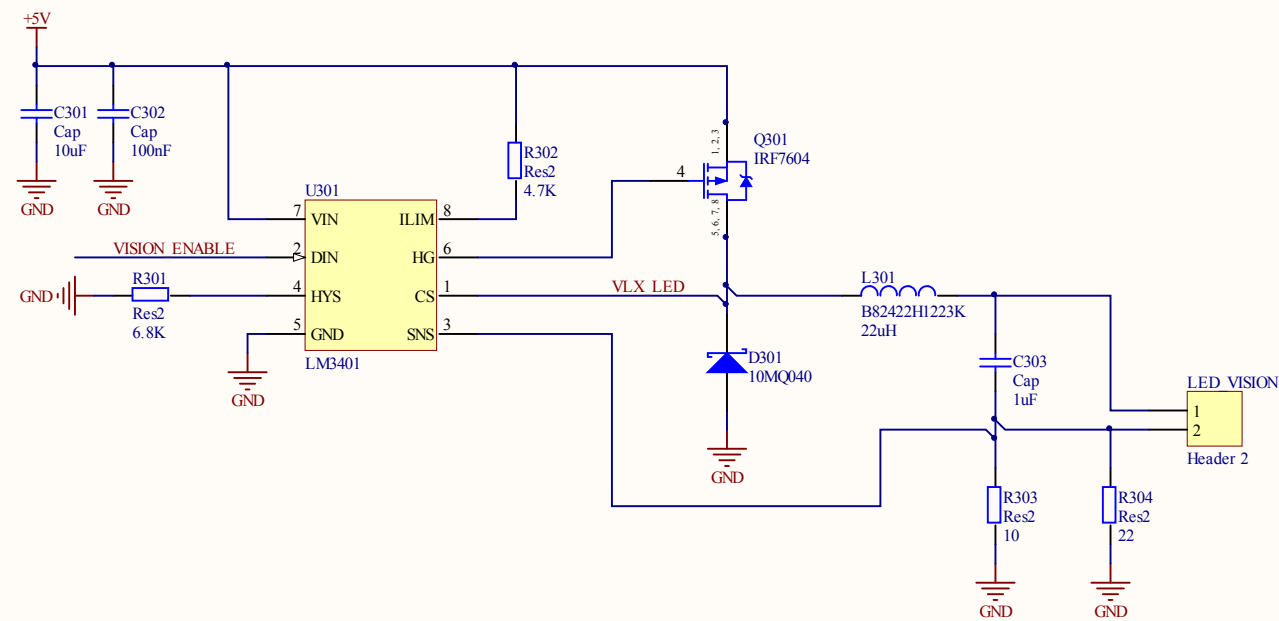 +5V
C301
Cap
10uF
GND
C302
Cap
100nF
GND
R302
Res2
4.7K
1, 2, 3
Q301
IRF7604
4
5, 6, 7, 8
U301
7 VIN ILIM 8
VISION_ENABLE
2 DIN HG 6
GND
R301
Res2
6.8K
4 HYS CS 1
VLX_LED
5 GND SNS 3
LM3401
GND
L301
B82422H1223K
22uH
D301
10MQ040
GND
C303
Cap
1uF
LED_VISION
1
2
Header 2
R303
Res2
10
GND
R304
Res2
22
GND